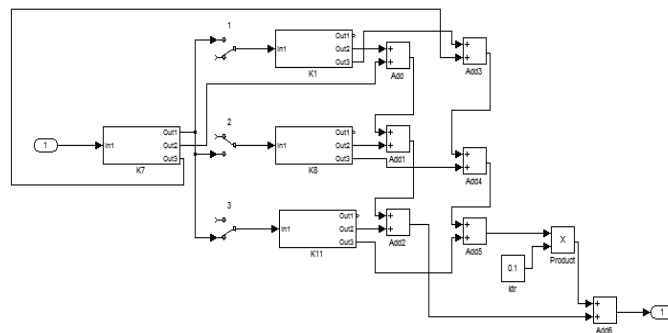 1
Out1
In1
Out2
Out3
K1
+
+
Add
+
+
Add3
1
In1
Out1
Out2
Out3
K7
2
In1
Out1
Out2
Out3
K8
+
+
Add1
+
+
Add4
3
In1
Out1
Out2
Out3
K11
+
+
Add2
+
+
Add5
X
Product
0.1
ktr
+
+
Add6
1